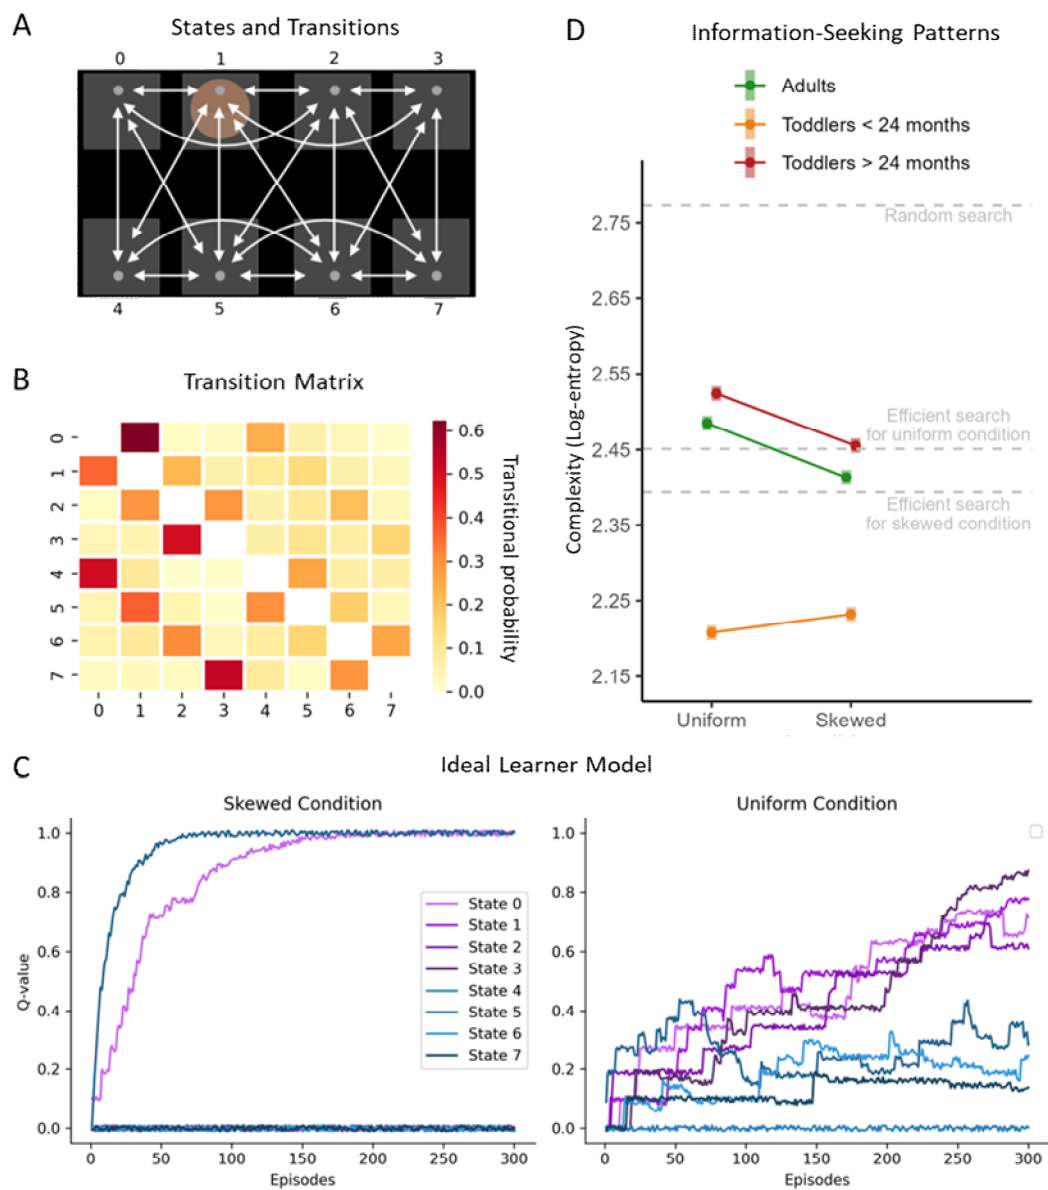 A
States and Transitions
0 1 2 3
4 5 6 7
B
Transition Matrix
0
1
2
3
4
5
6
7
0 1 2 3 4 5 6 7
0.6
0.5
0.4
0.3
0.2
0.1
0.0
Transitional probability
D
Information-Seeking Patterns
Adults
Toddlers < 24 months
Toddlers > 24 months
Complexity (Log-entropy)
2.75
2.65
2.55
2.45
2.35
2.25
2.15
Random search
Efficient search
for uniform condition
Efficient search
for skewed condition
Uniform Skewed
C
Ideal Learner Model
Skewed Condition
Q-value
1.0
0.8
0.6
0.4
0.2
0.0
State 0
State 1
State 2
State 3
State 4
State 5
State 6
State 7
0 50 100 150 200 250 300
Episodes
Uniform Condition
1.0
0.8
0.6
0.4
0.2
0.0
0 50 100 150 200 250 300
Episodes